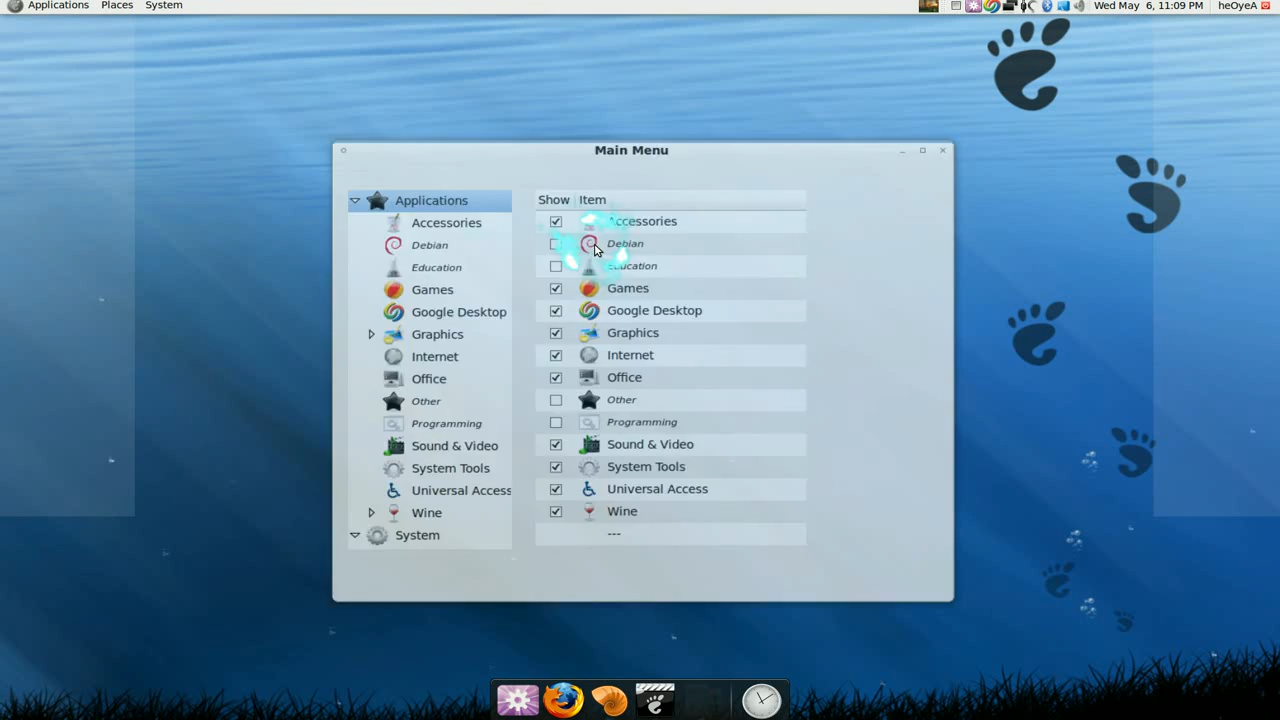 Applications Places System Wed May 6, 11:09 PM heOyeA
Main Menu
Applications
Accessories
Debian
Education
Games
Google Desktop
Graphics
Internet
Office
Other
Programming
Sound & Video
System Tools
Universal Access
Wine
System
Show Item
Accessories
Debian
Education
Games
Google Desktop
Graphics
Internet
Office
Other
Programming
Sound & Video
System Tools
Universal Access
Wine
---